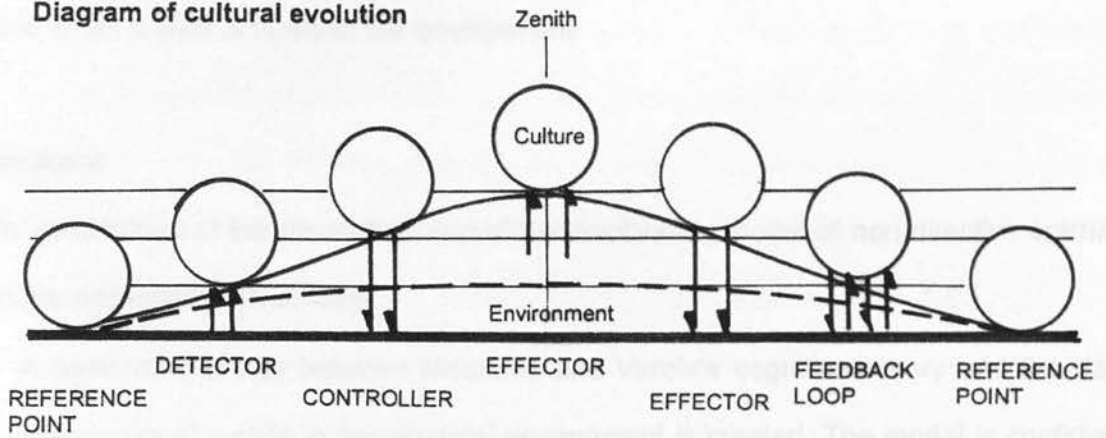 Diagram of cultural evolution
Zenith
Culture
Environment
DETECTOR
EFFECTOR
FEEDBACK
LOOP
REFERENCE
POINT
CONTROLLER
EFFECTOR
REFERENCE
POINT